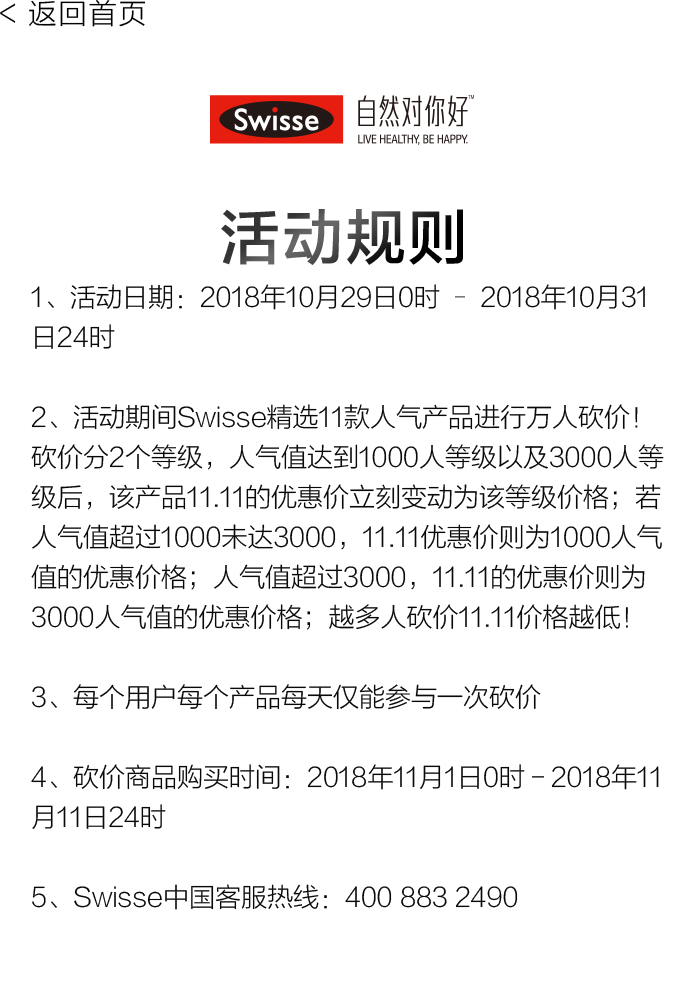 < 返回首页
Swisse 自然对你好™
LIVE HEALTHY, BE HAPPY.
活动规则
1、活动日期：2018年10月29日0时 – 2018年10月31
日24时
2、活动期间Swisse精选11款人气产品进行万人砍价！
砍价分2个等级，人气值达到1000人等级以及3000人等
级后，该产品11.11的优惠价立刻变动为该等级价格；若
人气值超过1000未达3000，11.11优惠价则为1000人气
值的优惠价格；人气值超过3000，11.11的优惠价则为
3000人气值的优惠价格；越多人砍价11.11价格越低！
3、每个用户每个产品每天仅能参与一次砍价
4、砍价商品购买时间：2018年11月1日0时 – 2018年11
月11日24时
5、Swisse中国客服热线：400 883 2490